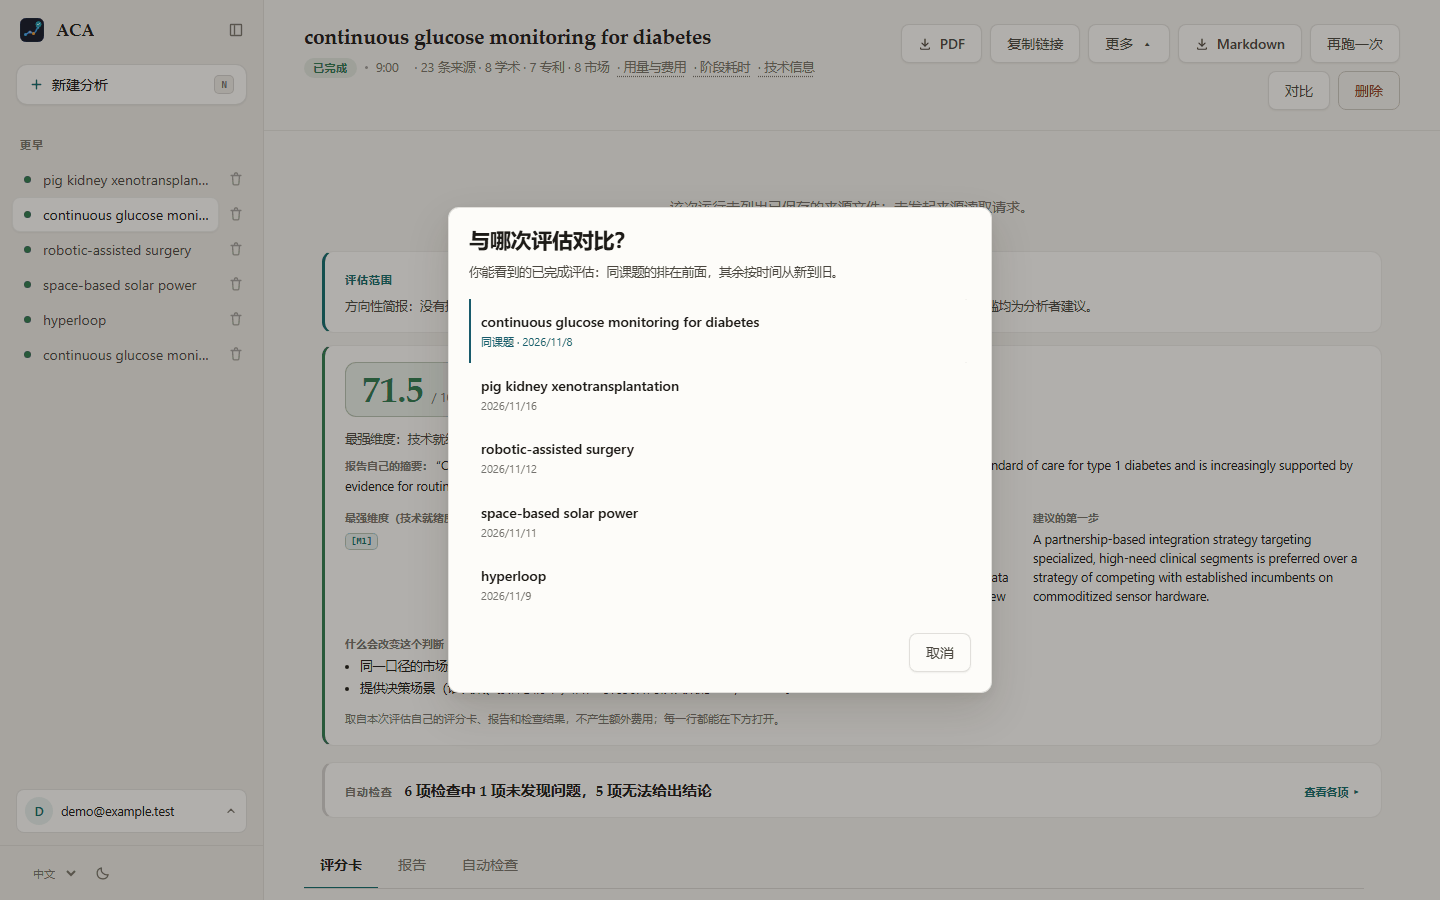 ACA
新建分析
N
更早
pig kidney xenotransplan...
continuous glucose moni...
robotic-assisted surgery
space-based solar power
hyperloop
continuous glucose moni...
D
demo@example.test
中文
continuous glucose monitoring for diabetes
已完成 • 9:00 · 23 条来源 · 8 学术 · 7 专利 · 8 市场 · 用量与费用 · 阶段耗时 · 技术信息
PDF
复制链接
更多
Markdown
再跑一次
对比
删除
评估范围
方向性简报：没有
均为分析者建议。
71.5
最强维度：技术就
报告自己的摘要：
ndard of care for type 1 diabetes and is increasingly supported by
evidence for routin
最强维度（技术就绪
[M1]
ata
ew
建议的第一步
A partnership-based integration strategy targeting
specialized, high-need clinical segments is preferred over a
strategy of competing with established incumbents on
commoditized sensor hardware.
什么会改变这个判断
同一口径的市场
提供决策场景
取自本次评估自己的评分卡、报告和检查结果，不产生额外费用；每一行都能在下方打开。
自动检查 6 项检查中 1 项未发现问题，5 项无法给出结论
查看各项
评分卡
报告
自动检查
与哪次评估对比？
你能看到的已完成评估：同课题的排在前面，其余按时间从新到旧。
continuous glucose monitoring for diabetes
同课题 · 2026/11/8
pig kidney xenotransplantation
2026/11/16
robotic-assisted surgery
2026/11/12
space-based solar power
2026/11/11
hyperloop
2026/11/9
取消